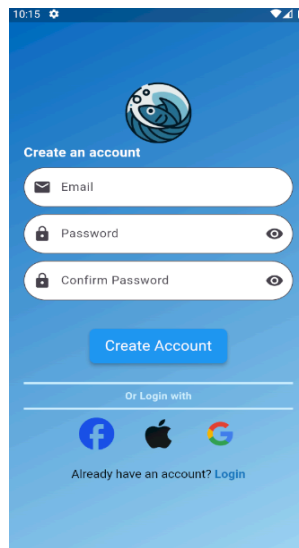 10:15
Create an account
Email
Password
Confirm Password
Create Account
Or Login with
Already have an account? Login